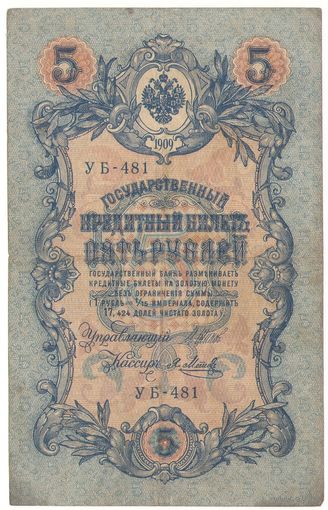 5 5
1909
УБ-481
ГОСУДАРСТВЕННЫЙ
КРЕДИТНЫЙ БИЛЕТЪ
ПЯТЬ РУБЛЕЙ
ГОСУДАРСТВЕННЫЙ БАНКЪ РАЗМѢНИВАЕТЪ
КРЕДИТНЫЕ БИЛЕТЫ НА ЗОЛОТУЮ МОНЕТУ
БЕЗЪ ОГРАНИЧЕНІЯ СУММЫ
(1 РУБЛЬ = 1/15 ИМПЕРІАЛА, СОДЕРЖИТЪ
17,424 ДОЛЕЙ ЧИСТАГО ЗОЛОТА)
Управляющій
Кассиръ
УБ-481
5